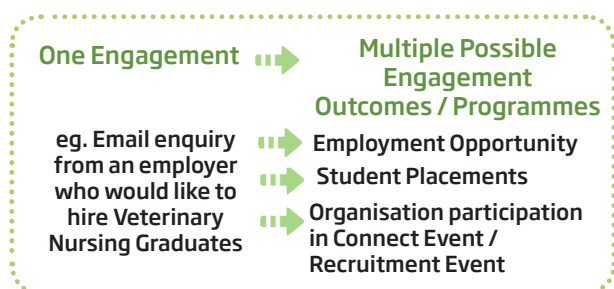 One Engagement
Multiple Possible
Engagement
Outcomes / Programmes
eg. Email enquiry
from an employer
who would like to
hire Veterinary
Nursing Graduates
Employment Opportunity
Student Placements
Organisation participation
in Connect Event /
Recruitment Event